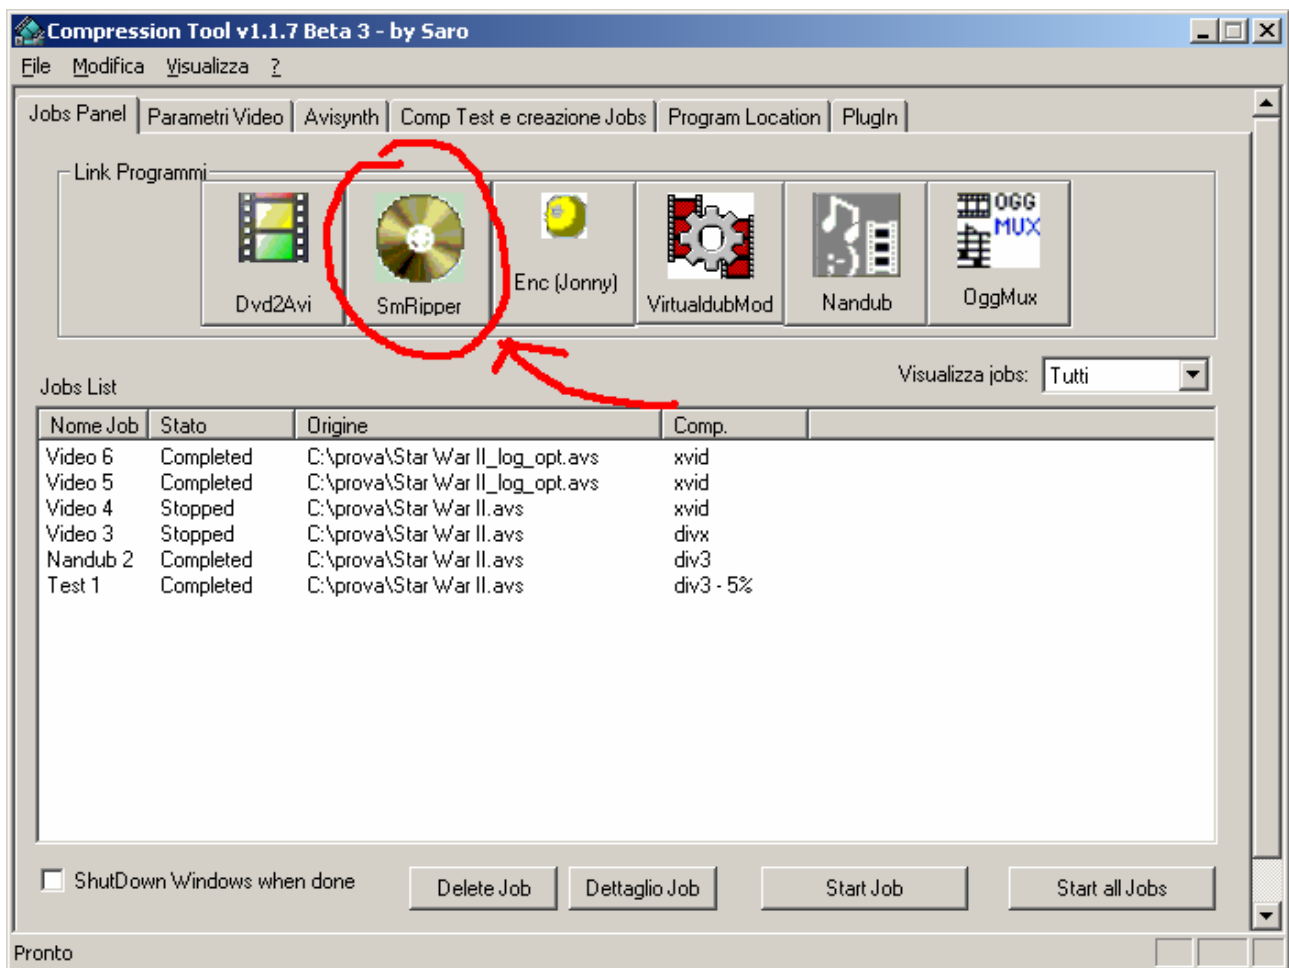 Compression Tool v1.1.7 Beta 3 - by Saro
File Modifica Visualizza ?
Jobs Panel Parametri Video Avisynth Comp Test e creazione Jobs Program Location PlugIn
Link Programmi
OGG
MUX
Dvd2Avi SmRipper Enc (Jonny) VirtualdubMod Nandub OggMux
Visualizza jobs: Tutti
Jobs List
Nome Job Stato Origine Comp.
Video 6 Completed C:\prova\Star War II_log_opt.avs xvid
Video 5 Completed C:\prova\Star War II_log_opt.avs xvid
Video 4 Stopped C:\prova\Star War II.avs xvid
Video 3 Stopped C:\prova\Star War II.avs divx
Nandub 2 Completed C:\prova\Star War II.avs div3
Test 1 Completed C:\prova\Star War II.avs div3 - 5%
ShutDown Windows when done Delete Job Dettaglio Job Start Job Start all Jobs
Pronto